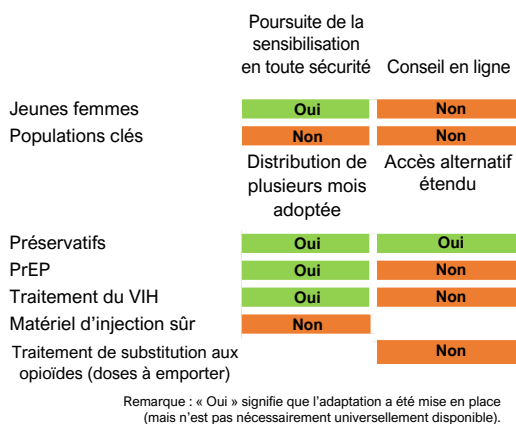 Poursuite de la
sensibilisation
en toute sécurité Conseil en ligne
Jeunes femmes Oui Non
Populations clés Non Non
Distribution de Accès alternatif
plusieurs mois étendu
adoptée
Préservatifs Oui Oui
PrEP Oui Non
Traitement du VIH Oui Non
Matériel d'injection sûr Non
Traitement de substitution aux Non
opioïdes (doses à emporter)
Remarque : « Oui » signifie que l'adaptation a été mise en place
(mais n'est pas nécessairement universellement disponible).